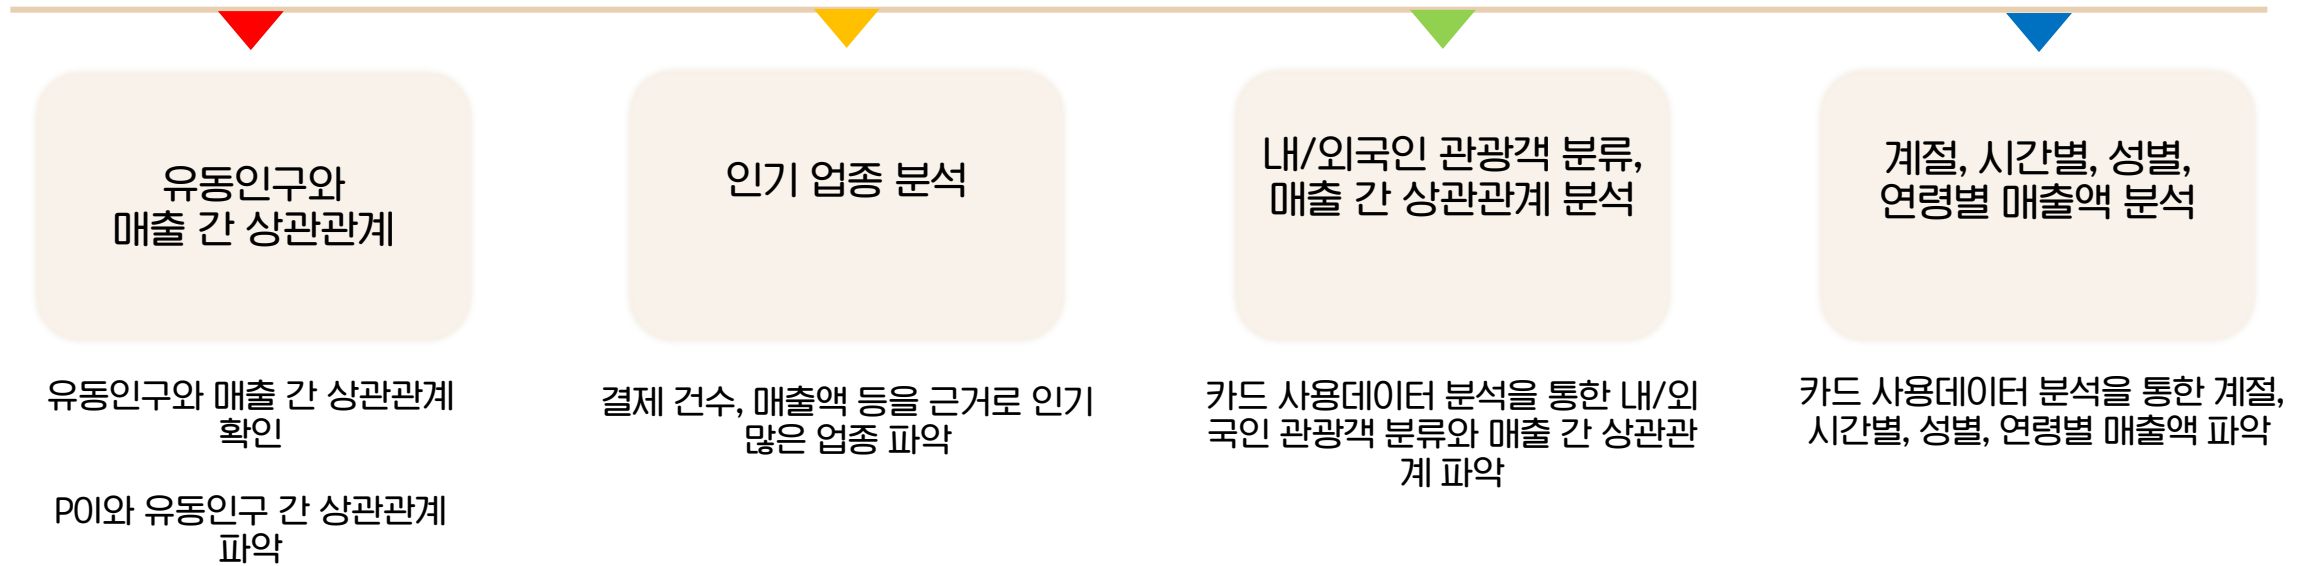 유동인구와
매출 간 상관관계
인기 업종 분석
내/외국인 관광객 분류,
매출 간 상관관계 분석
계절, 시간별, 성별,
연령별 매출액 분석
유동인구와 매출 간 상관관계
확인
POI와 유동인구 간 상관관계
파악
결제 건수, 매출액 등을 근거로 인기
많은 업종 파악
카드 사용데이터 분석을 통한 내/외
국인 관광객 분류와 매출 간 상관관
계 파악
카드 사용데이터 분석을 통한 계절,
시간별, 성별, 연령별 매출액 파악